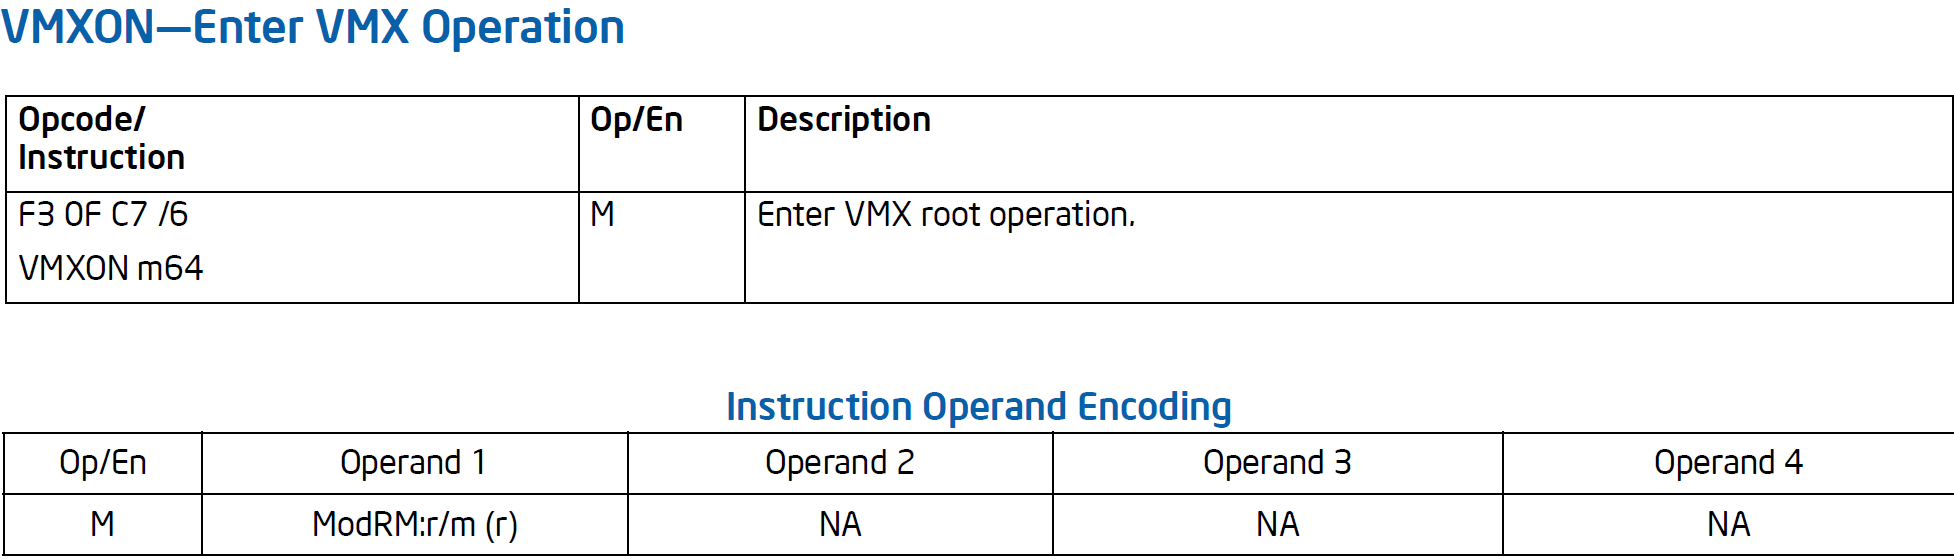 VMXON—Enter VMX Operation
Opcode/ Op/En Description
Instruction
F3 0F C7 /6 M Enter VMX root operation.
VMXON m64
Instruction Operand Encoding
Op/En Operand 1 Operand 2 Operand 3 Operand 4
M ModRM:r/m (r) NA NA NA